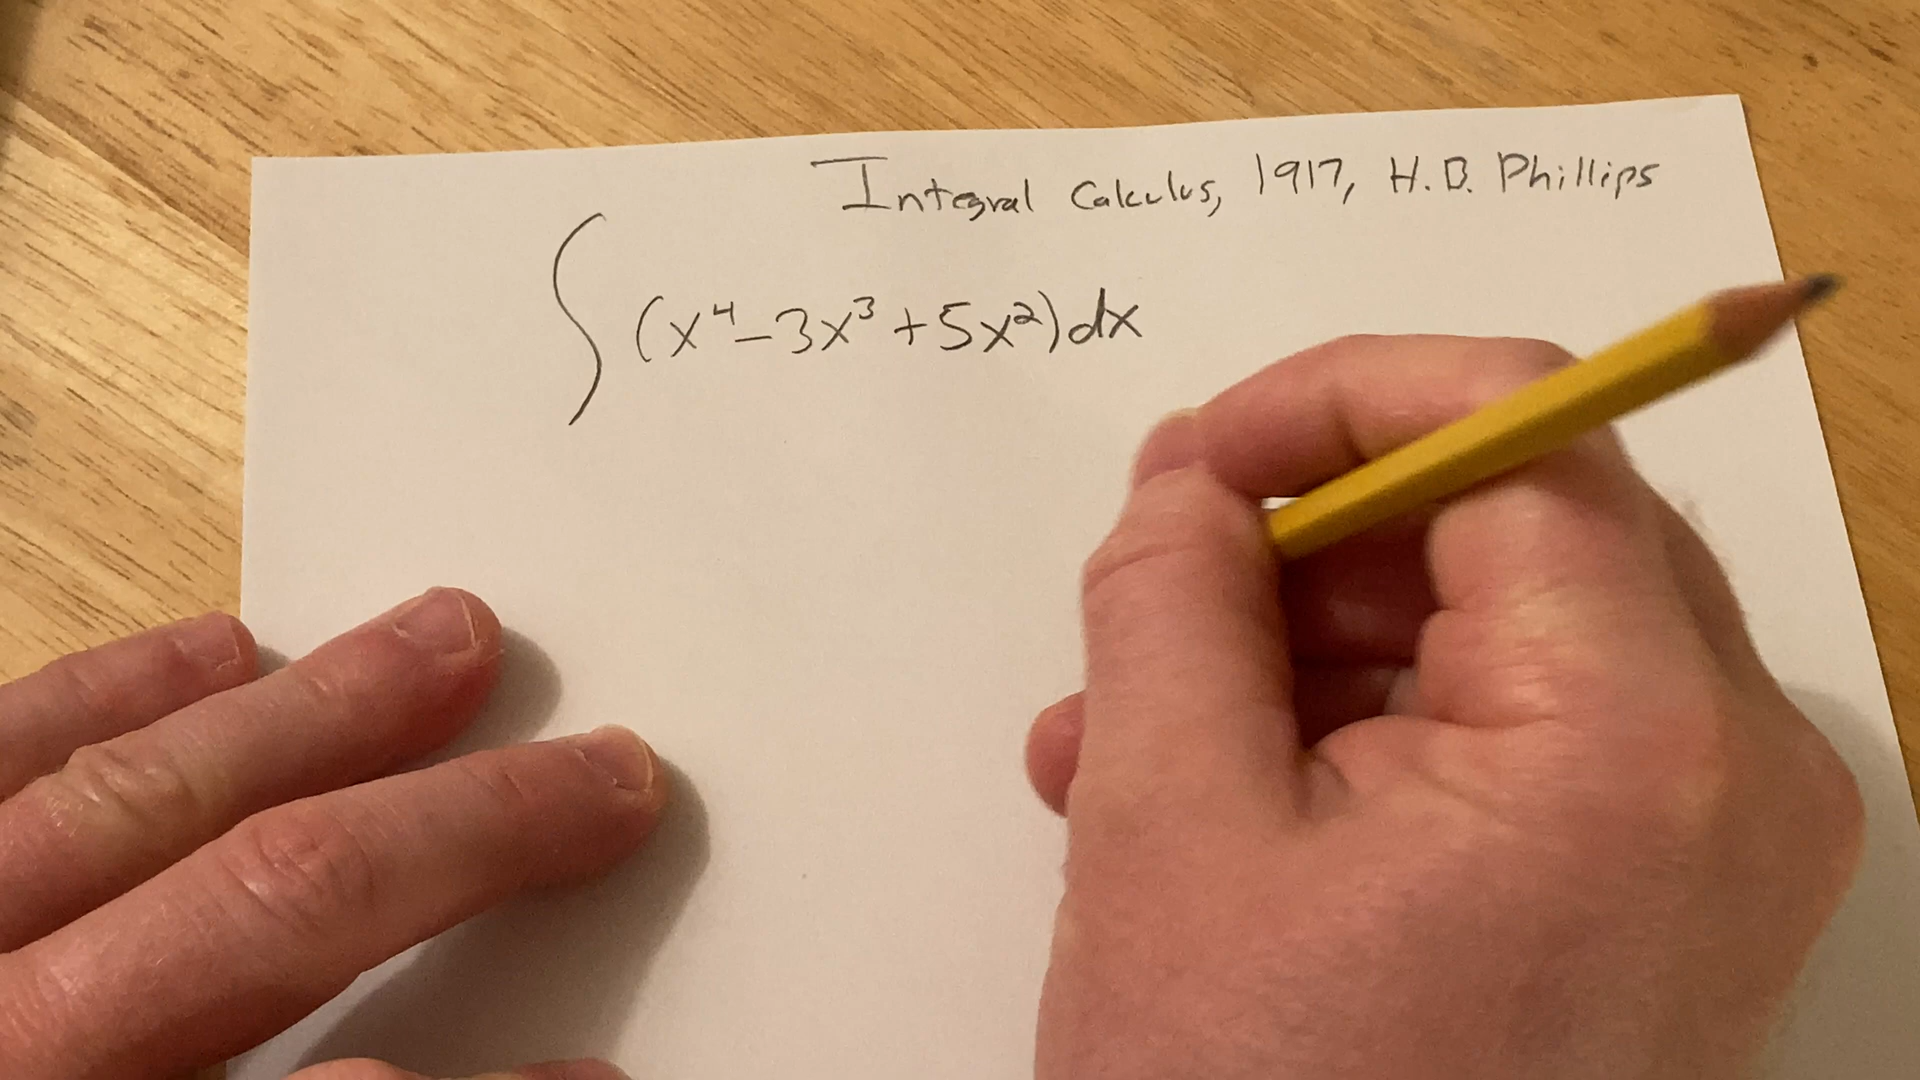 Integral Calculus, 1917, H.B. Phillips
∫(x⁴-3x³+5x²)dx